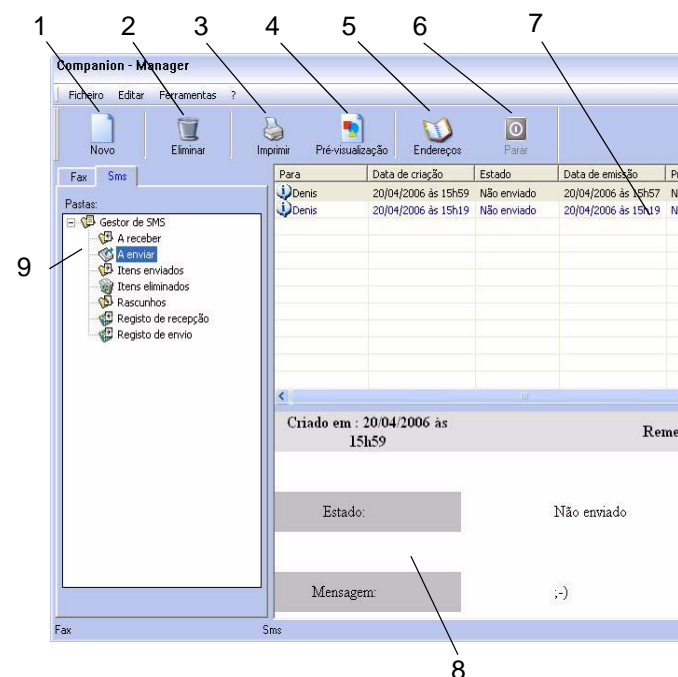 1 2 3 4 5 6 7
Companion - Manager
Ficheiro Editar Ferramentas ?
Novo Eliminar Imprimir Pré-visualização Endereços Parar
Fax Sms
Para Data de criação Estado Data de emissão
Denis 20/04/2006 às 15h59 Não enviado 20/04/2006 às 15h57 N
Denis 20/04/2006 às 15h19 Não enviado 20/04/2006 às 15h19 N
Pastas:
Gestor de SMS
A receber
A enviar
Itens enviados
Itens eliminados
Rascunhos
Registo de recepção
Registo de envio
9
Criado em : 20/04/2006 às
15h59
Reme
Estado: Não enviado
Mensagem: ;-)
Fax Sms
8